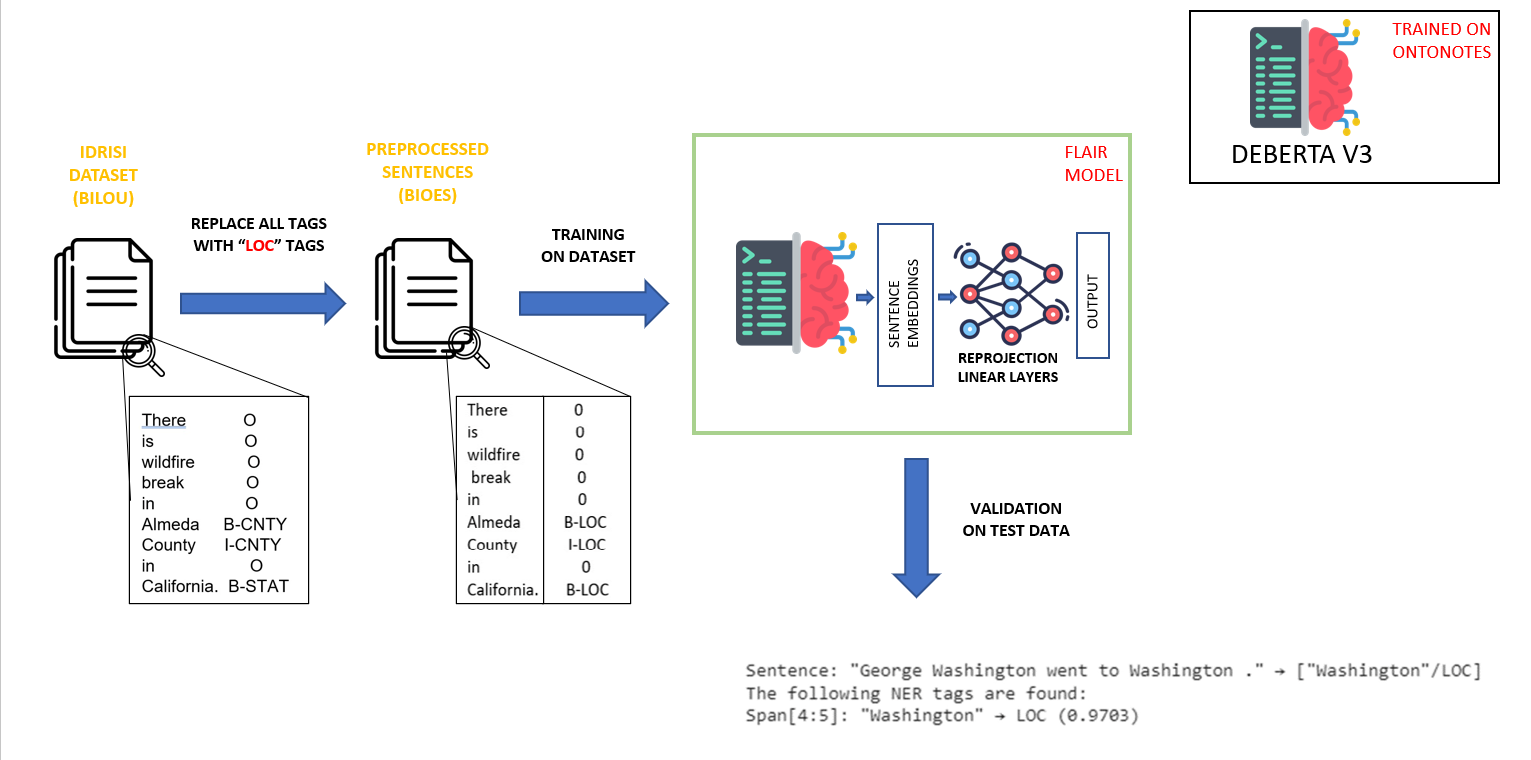 TRAINED ON
ONTONOTES
DEBERTA V3
IDRISI
DATASET
(BILOU)
REPLACE ALL TAGS
WITH “LOC” TAGS
PREPROCESSED
SENTENCES
(BIOES)
TRAINING
ON DATASET
FLAIR
MODEL
SENTENCE
EMBEDDINGS
REPROJECTION
LINEAR LAYERS
OUTPUT
There O
is O
wildfire O
break O
in O
Almeda B-CNTY
County I-CNTY
in O
California. B-STAT
There 0
is 0
wildfire 0
break 0
in 0
Almeda B-LOC
County I-LOC
in 0
California. B-LOC
VALIDATION
ON TEST DATA
Sentence: "George Washington went to Washington ." → ["Washington"/LOC]
The following NER tags are found:
Span[4:5]: "Washington" → LOC (0.9703)